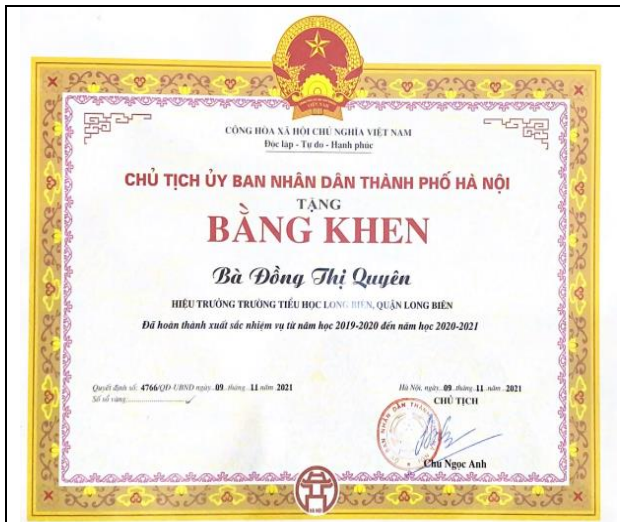 CỘNG HÒA XÃ HỘI CHỦ NGHĨA VIỆT NAM
Độc lập - Tự do - Hạnh phúc
CHỦ TỊCH ỦY BAN NHÂN DÂN THÀNH PHỐ HÀ NỘI
TẶNG
BẰNG KHEN
Bà Đồng Thị Quyên
HIỆU TRƯỞNG TRƯỜNG TIỂU HỌC LONG BIÊN, QUẬN LONG BIÊN
Đã hoàn thành xuất sắc nhiệm vụ từ năm học 2019-2020 đến năm học 2020-2021
Quyết định số: 4766/QĐ-UBND ngày..09..tháng..11..năm 2021
Số sổ vàng:
Hà Nội, ngày..09..tháng..11..năm..2021
CHỦ TỊCH
Chu Ngọc Anh
HÀ NỘI